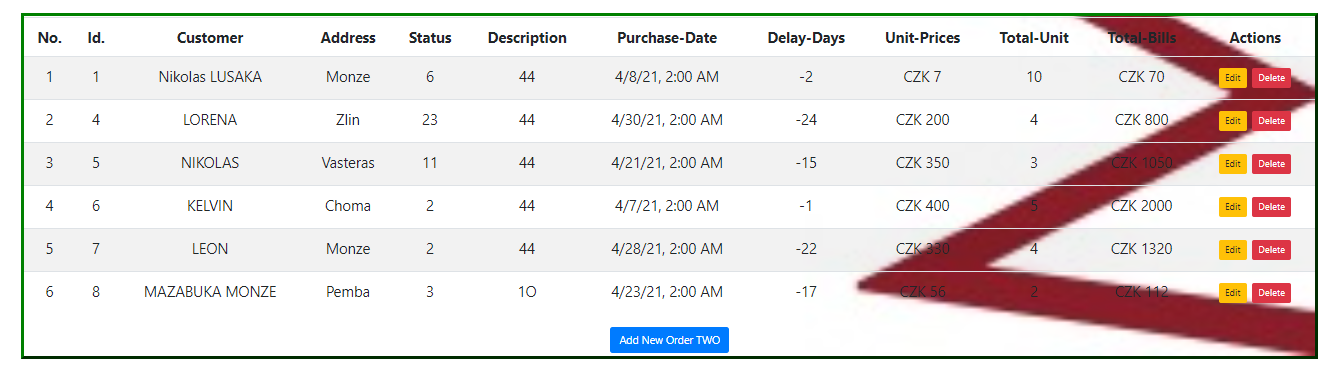 No. Id. Customer Address Status Description Purchase-Date Delay-Days Unit-Prices Total-Unit Total-Bills Actions
1 1 Nikolas LUSAKA Monze 6 44 4/8/21, 2:00 AM -2 CZK 7 10 CZK 70 Edit Delete
2 4 LORENA Zlin 23 44 4/30/21, 2:00 AM -24 CZK 200 4 CZK 800 Edit Delete
3 5 NIKOLAS Vasteras 11 44 4/21/21, 2:00 AM -15 CZK 350 3 CZK 1050 Edit Delete
4 6 KELVIN Choma 2 44 4/7/21, 2:00 AM -1 CZK 400 5 CZK 2000 Edit Delete
5 7 LEON Monze 2 44 4/28/21, 2:00 AM -22 CZK 330 4 CZK 1320 Edit Delete
6 8 MAZABUKA MONZE Pemba 3 1O 4/23/21, 2:00 AM -17 CZK 56 2 CZK 112 Edit Delete
Add New Order TWO